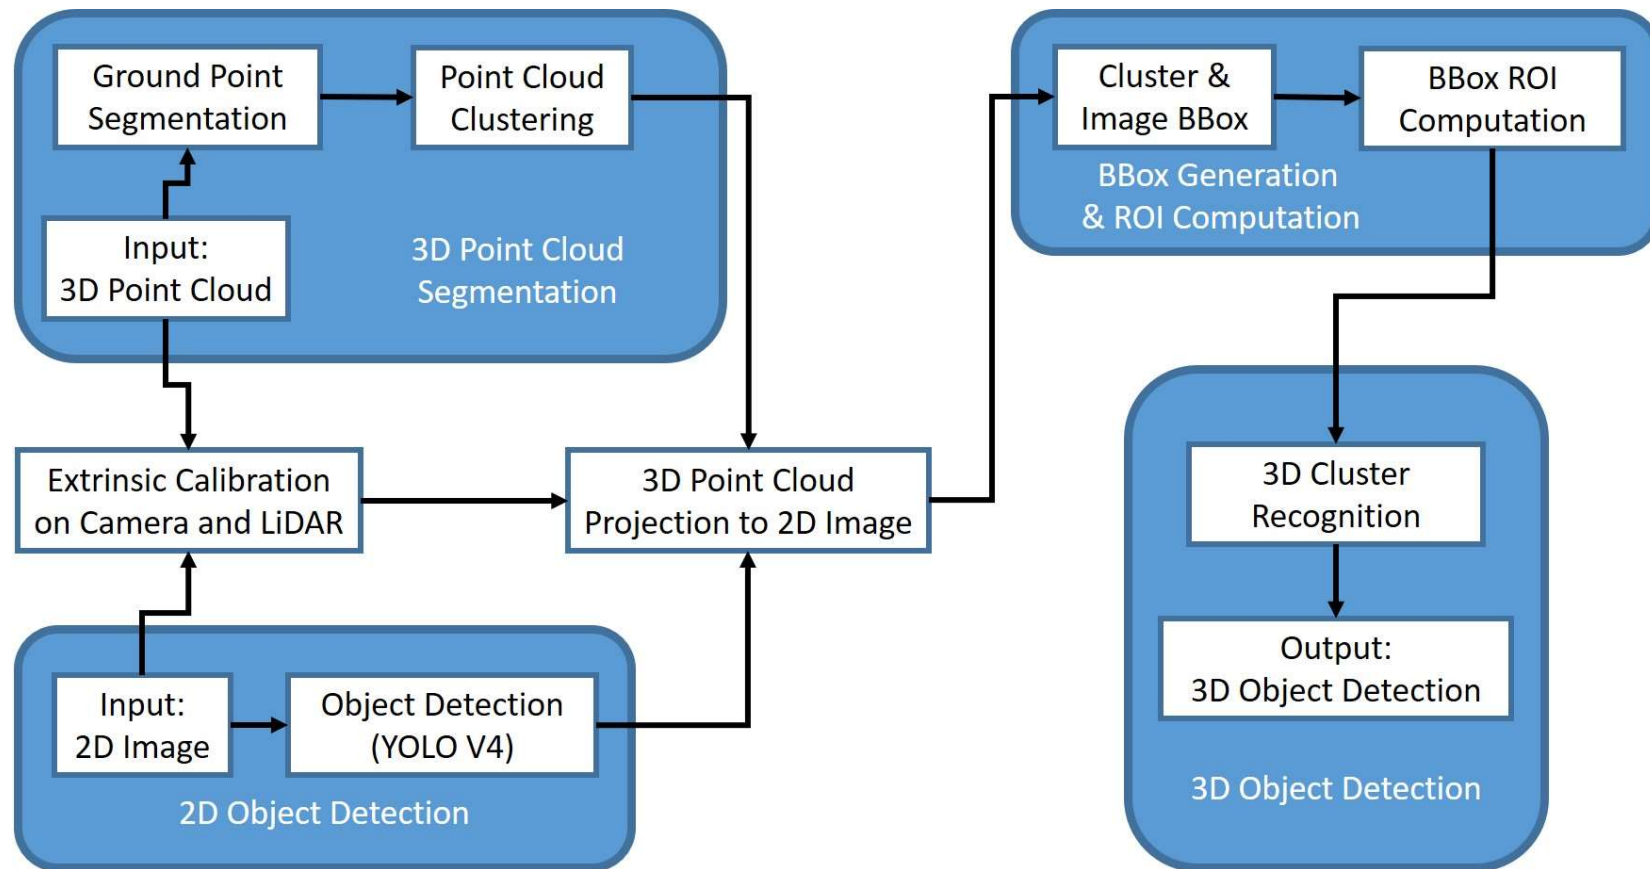 Ground Point
Segmentation
Point Cloud
Clustering
Input:
3D Point Cloud
3D Point Cloud
Segmentation
Extrinsic Calibration
on Camera and LiDAR
3D Point Cloud
Projection to 2D Image
Input:
2D Image
Object Detection
(YOLO V4)
2D Object Detection
Cluster &
Image BBox
BBox ROI
Computation
BBox Generation
& ROI Computation
3D Cluster
Recognition
Output:
3D Object Detection
3D Object Detection